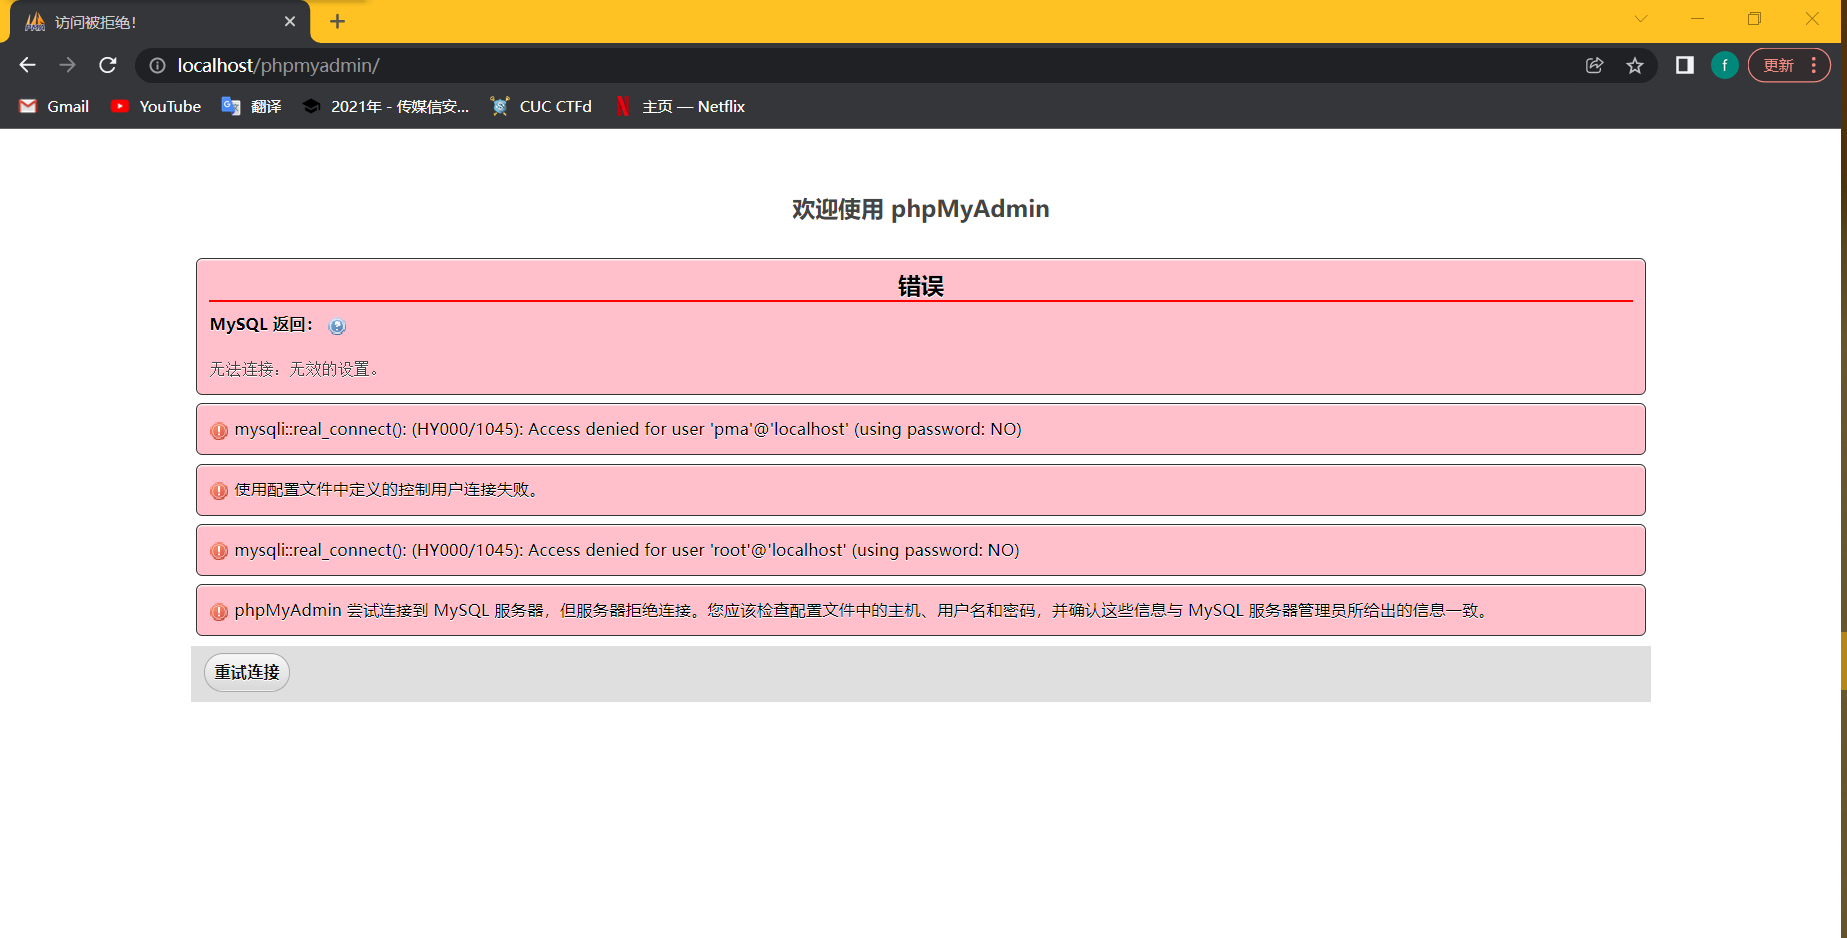 访问被拒绝！
localhost/phpmyadmin/
f
更新
Gmail
YouTube
翻译
2021年 - 传媒信安...
CUC CTFd
主页 — Netflix
欢迎使用 phpMyAdmin
错误
MySQL 返回：
无法连接：无效的设置。
mysqli::real_connect(): (HY000/1045): Access denied for user 'pma'@'localhost' (using password: NO)
使用配置文件中定义的控制用户连接失败。
mysqli::real_connect(): (HY000/1045): Access denied for user 'root'@'localhost' (using password: NO)
phpMyAdmin 尝试连接到 MySQL 服务器，但服务器拒绝连接。您应该检查配置文件中的主机、用户名和密码，并确认这些信息与 MySQL 服务器管理员所给出的信息一致。
重试连接